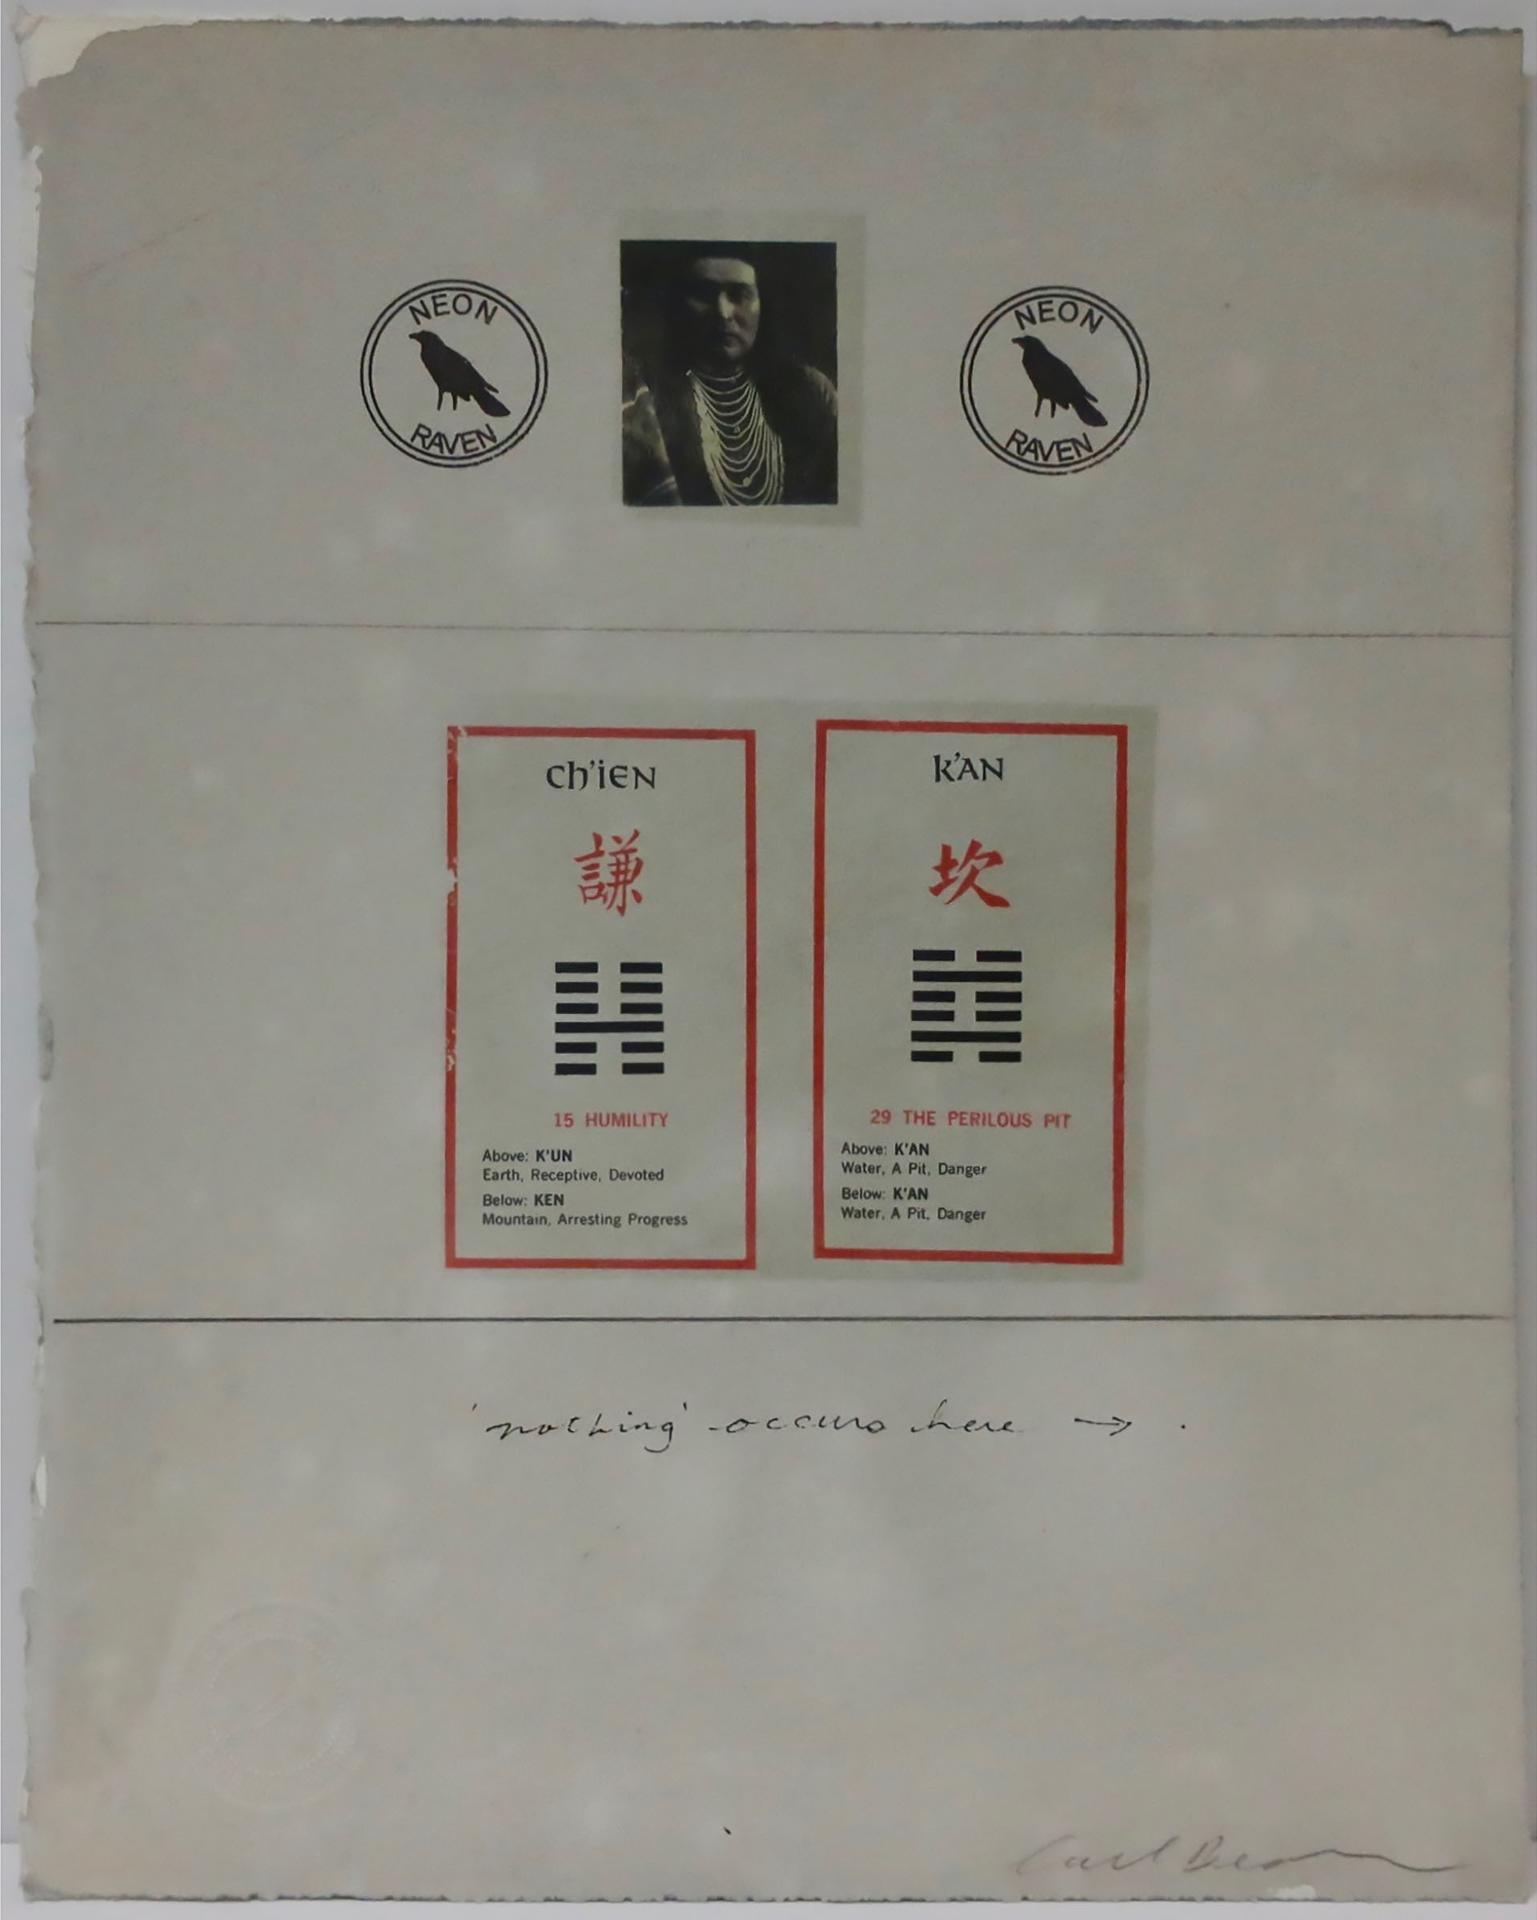 NEON
RAVEN
NEON
RAVEN
Ch'ien
謙
15 HUMILITY
Above: K'UN
Earth, Receptive, Devoted
Below: KEN
Mountain, Arresting Progress
K'AN
坎
29 THE PERILOUS PIT
Above: K'AN
Water, A Pit, Danger
Below: K'AN
Water, A Pit, Danger
'nothing' occurs here → .
Carl Beam